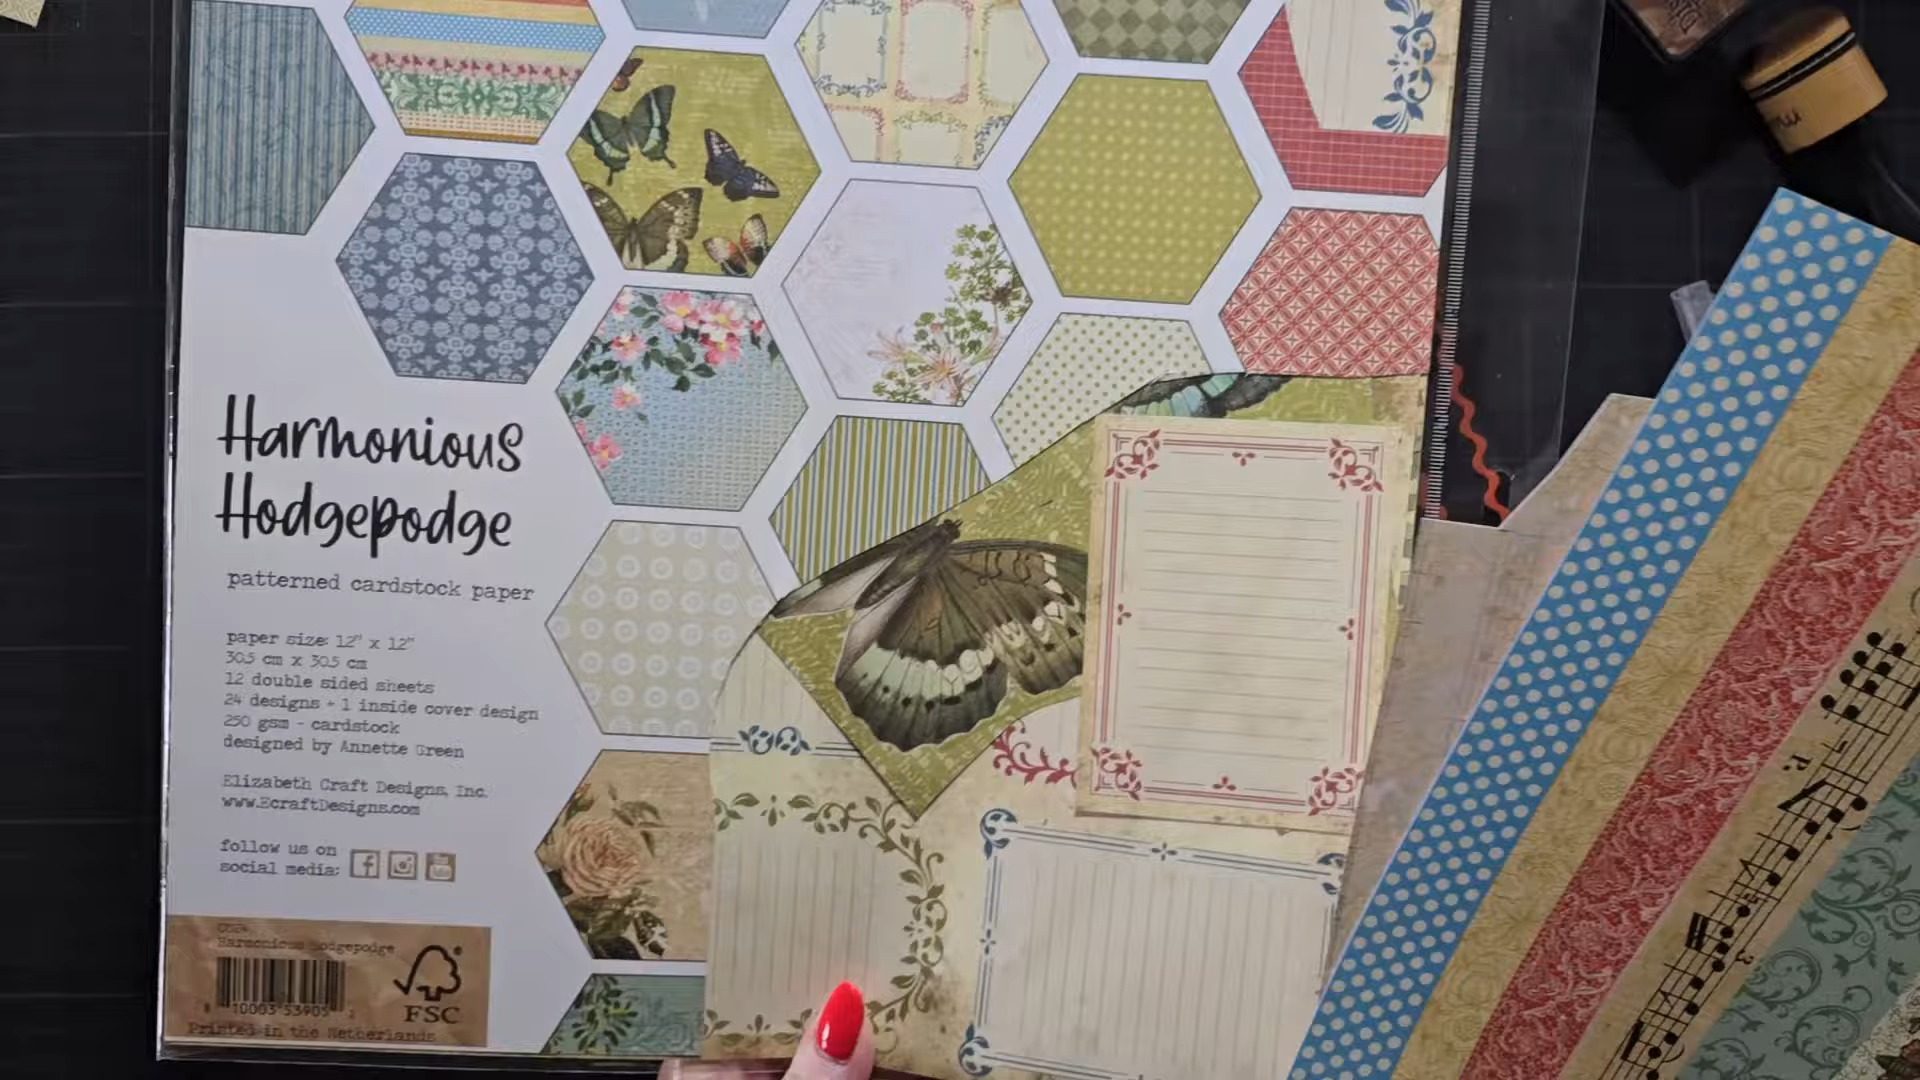 Harmonious
Hodgepodge
patterned cardstock paper
paper size: 12" x 12"
30.5 cm x 30.5 cm
12 double sided sheets
24 designs + 1 inside cover design
250 gsm - cardstock
designed by Annette Green
Elizabeth Craft Designs, Inc.
www.EcraftDesigns.com
follow us on
social media:
Harmonious Hodgepodge
FSC
Printed in the Netherlands